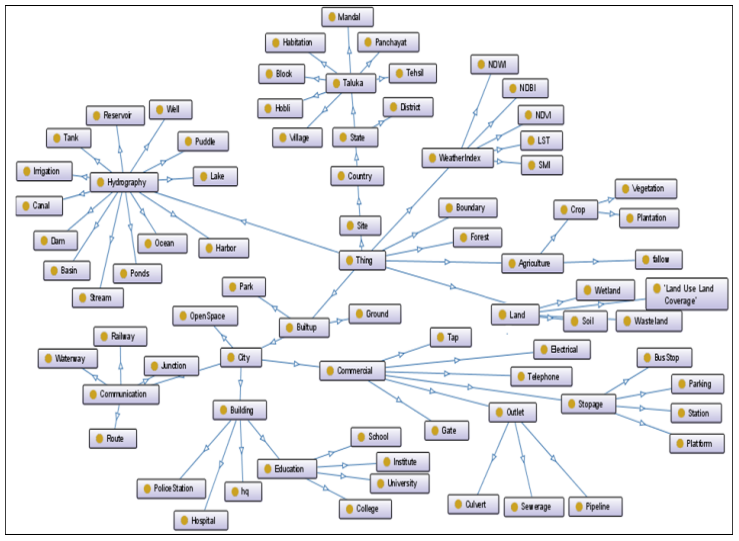 Mandal
Habitation
Panchayat
Block
Taluka
Tehsil
Hobli
District
Village
State
Country
Site
Thing
NDWI
NDBI
NDVI
LST
SMI
WeatherIndex
Reservoir
Well
Tank
Puddle
Irrigation
Lake
Hydrography
Canal
Dam
Ocean
Harbor
Basin
Ponds
Stream
Boundary
Forest
Crop
Vegetation
Plantation
Agriculture
fallow
Land
Wetland
'Land Use Land
Coverage'
Soil
Wasteland
Park
Ground
Builtup
OpenSpace
City
Railway
Waterway
Junction
Communication
Route
Commercial
Tap
Electrical
Telephone
Gate
Outlet
Stopage
BusStop
Parking
Station
Platform
Culvert
Sewerage
Pipeline
Building
Education
School
Institute
University
College
PoliceStation
hq
Hospital